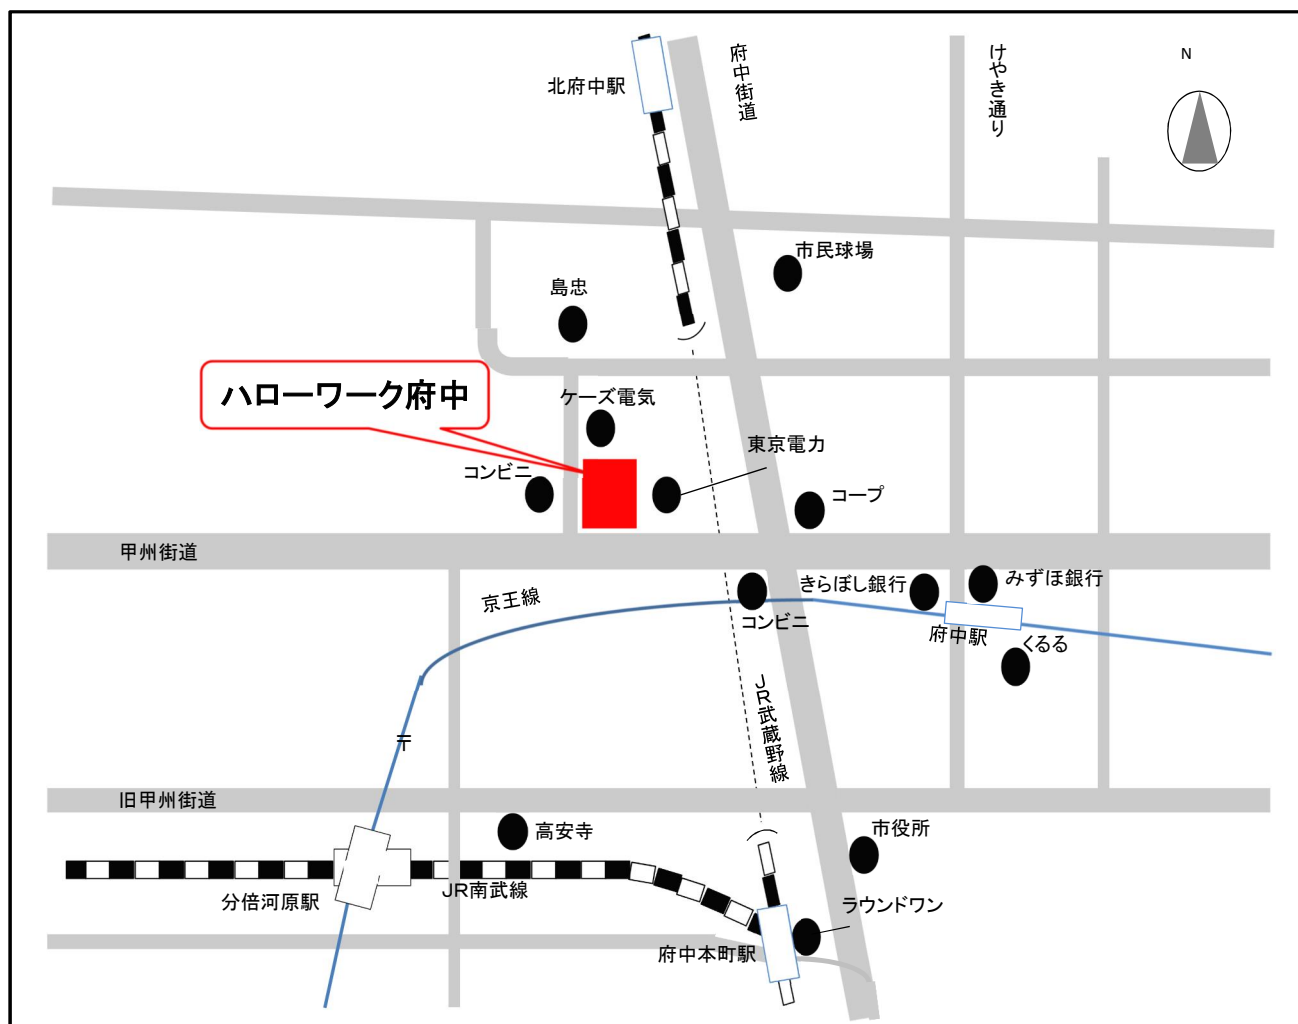 N
府中街道
けやき通り
北府中駅
市民球場
島忠
ハローワーク府中
ケーズ電気
東京電力
コンビニ
コープ
甲州街道
きらぼし銀行
みずほ銀行
京王線
コンビニ
府中駅
くるる
JR武蔵野線
〒
旧甲州街道
高安寺
市役所
JR南武線
分倍河原駅
ラウンドワン
府中本町駅